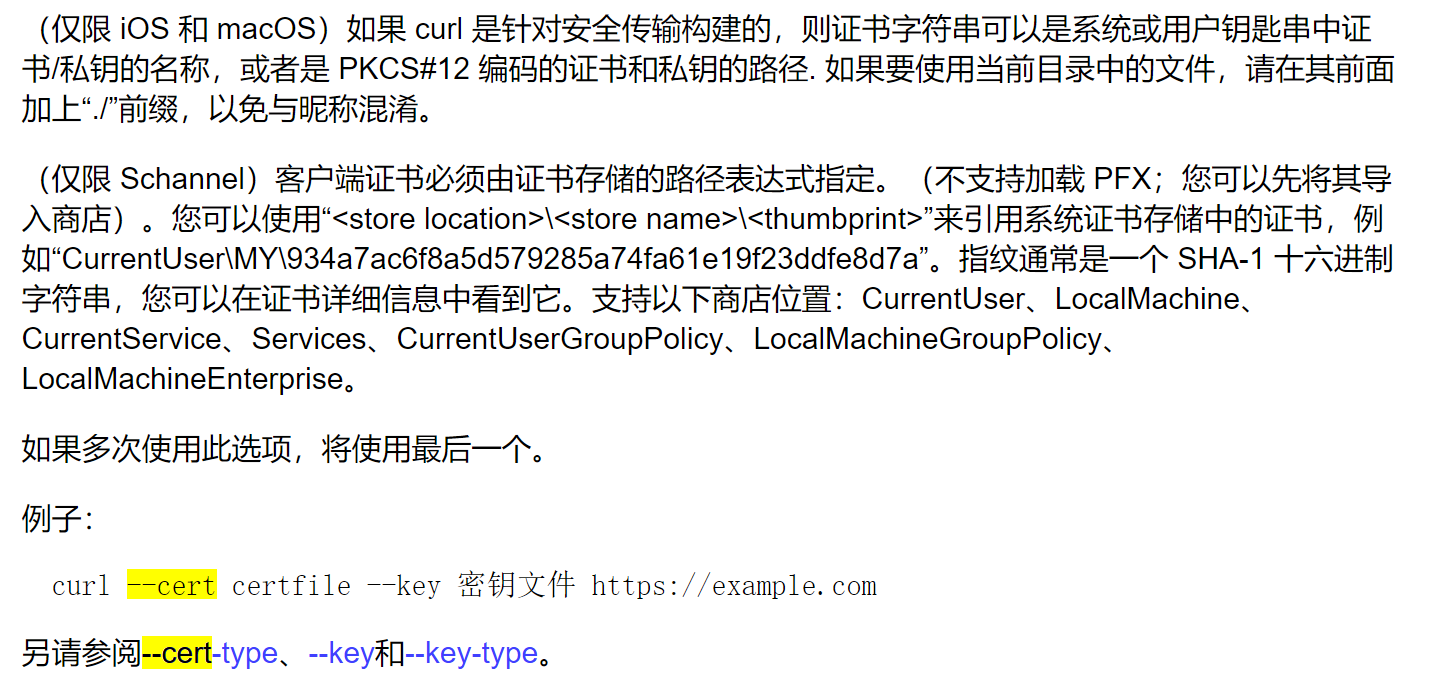 （仅限 iOS 和 macOS）如果 curl 是针对安全传输构建的，则证书字符串可以是系统或用户钥匙串中证
书/私钥的名称，或者是 PKCS#12 编码的证书和私钥的路径. 如果要使用当前目录中的文件，请在其前面
加上“./”前缀，以免与昵称混淆。
（仅限 Schannel）客户端证书必须由证书存储的路径表达式指定。（不支持加载 PFX；您可以先将其导
入商店）。您可以使用“<store location>\<store name>\<thumbprint>”来引用系统证书存储中的证书，例
如“CurrentUser\MY\934a7ac6f8a5d579285a74fa61e19f23ddfe8d7a”。指纹通常是一个 SHA-1 十六进制
字符串，您可以在证书详细信息中看到它。支持以下商店位置：CurrentUser、LocalMachine、
CurrentService、Services、CurrentUserGroupPolicy、LocalMachineGroupPolicy、
LocalMachineEnterprise。
如果多次使用此选项，将使用最后一个。
例子：
curl --cert certfile --key 密钥文件 https://example.com
另请参阅--cert-type、--key和--key-type。